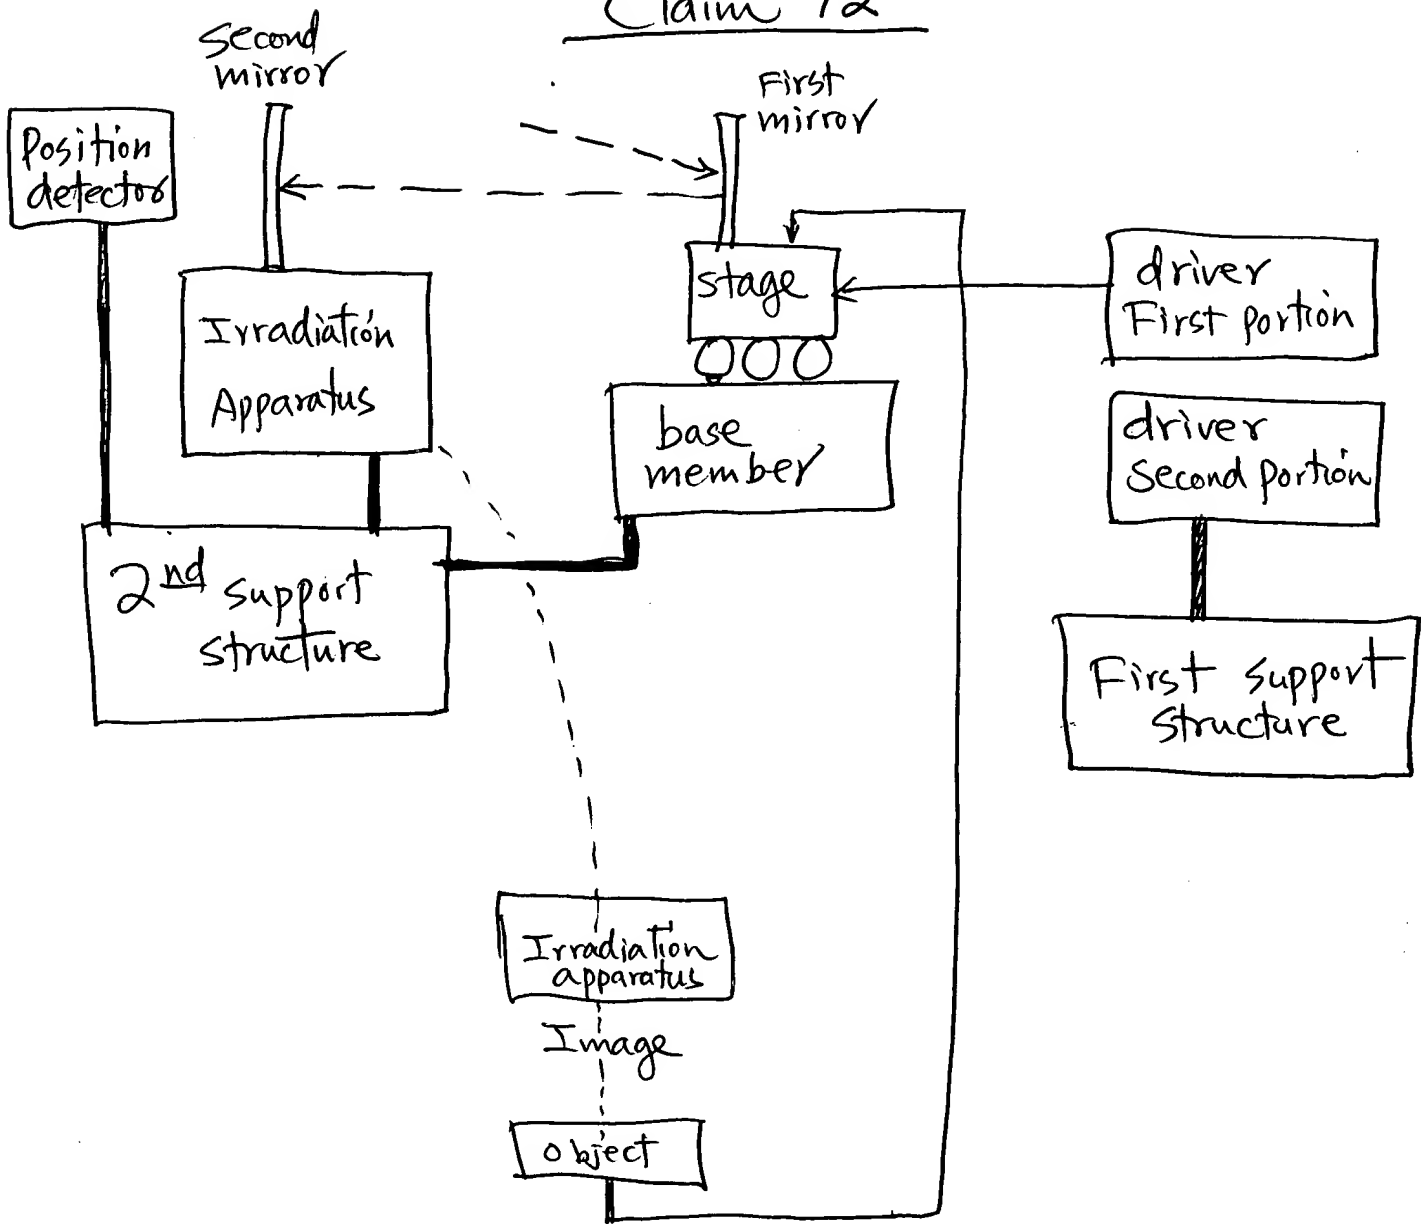 Claim 12
Second
mirror
First
mirror
Position
detector
stage
driver
First portion
Irradiation
Apparatus
base
member
driver
Second portion
2nd support
structure
First support
structure
Irradiation
apparatus
Image
object